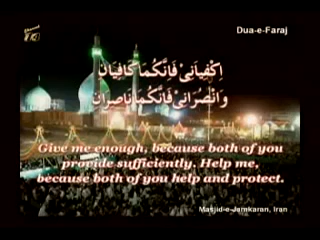 Dua-e-Faraj
اِكْفِيَانِيْ فَاِنَّكُمَا كَافِيَانِ
وَانْصُرَانِيْ فَاِنَّكُمَا نَاصِرَانِ
Give me enough, because both of you
provide sufficiently. Help me,
because both of you help and protect.
Masjid-e-Jamkaran, Iran